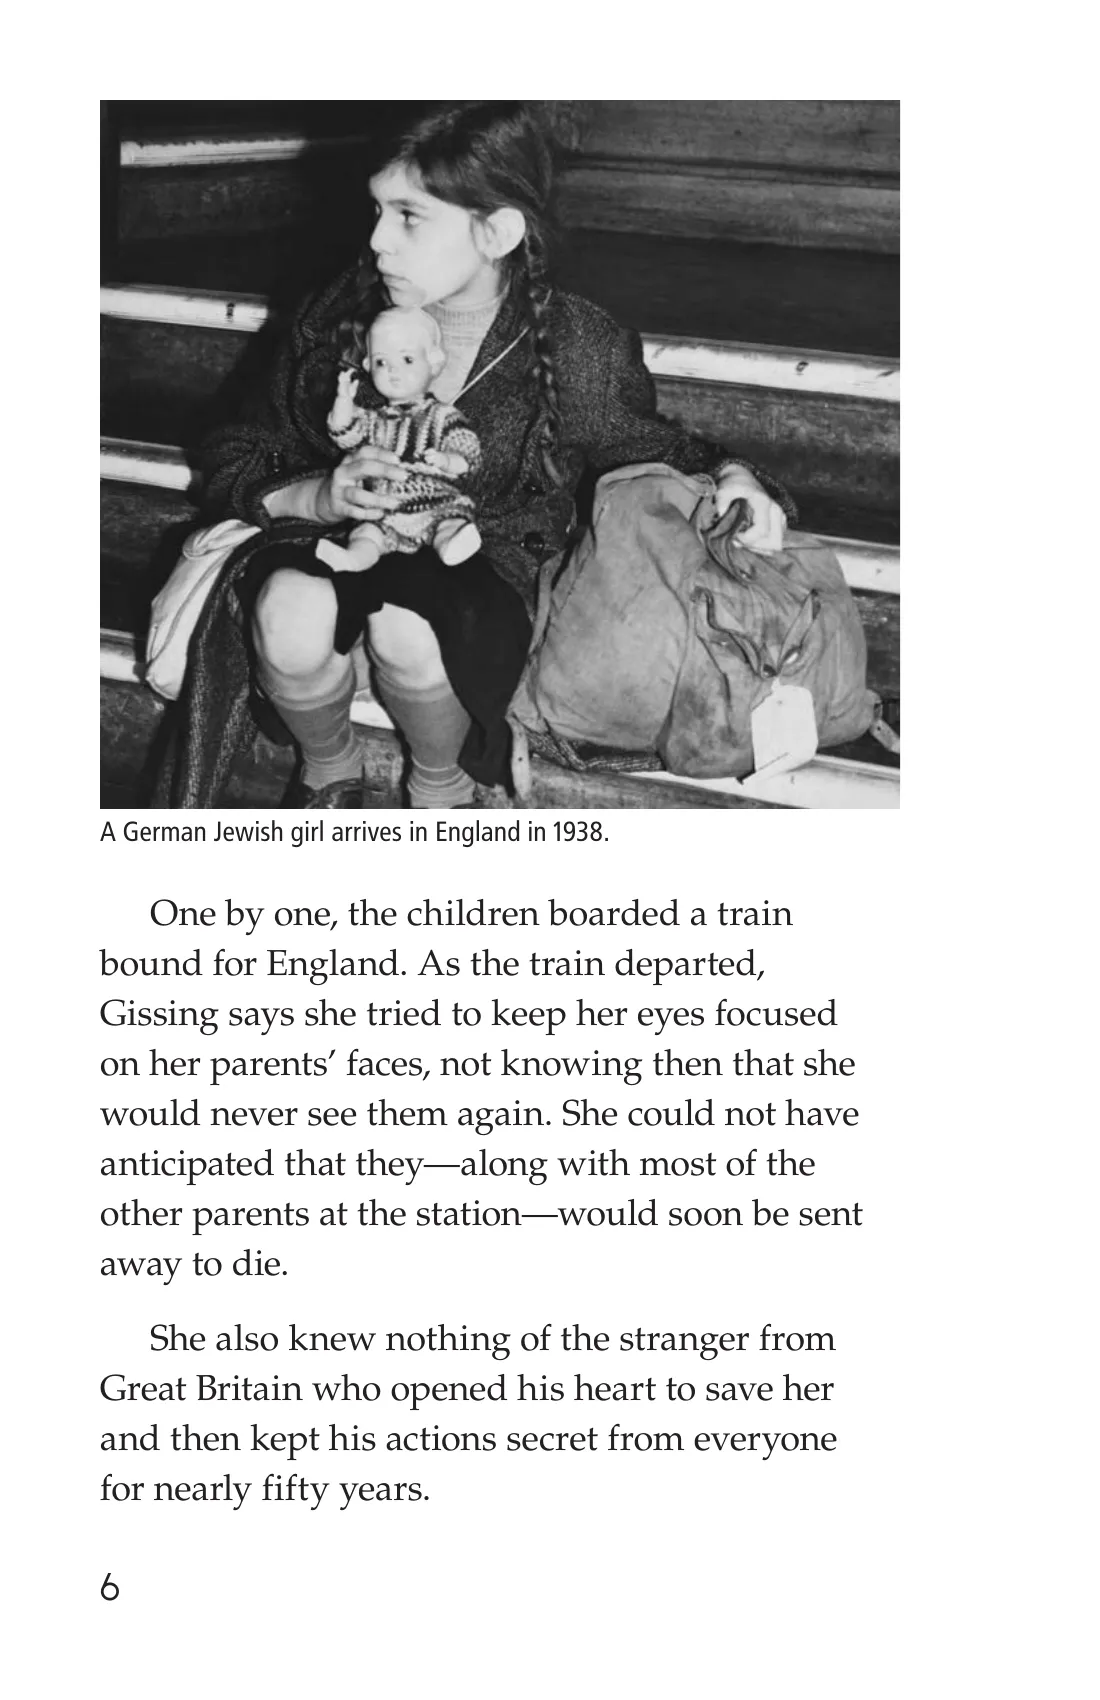 A German Jewish girl arrives in England in 1938.
One by one, the children boarded a train
bound for England. As the train departed,
Gissing says she tried to keep her eyes focused
on her parents’ faces, not knowing then that she
would never see them again. She could not have
anticipated that they—along with most of the
other parents at the station—would soon be sent
away to die.
She also knew nothing of the stranger from
Great Britain who opened his heart to save her
and then kept his actions secret from everyone
for nearly fifty years.
6